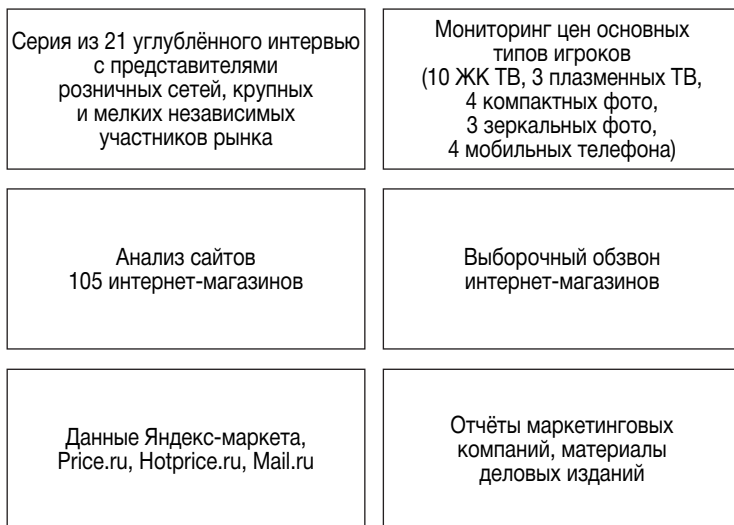 Серия из 21 углублённого интервью
с представителями
розничных сетей, крупных
и мелких независимых
участников рынка
Мониторинг цен основных
типов игроков
(10 ЖК ТВ, 3 плазменных ТВ,
4 компактных фото,
3 зеркальных фото,
4 мобильных телефона)
Анализ сайтов
105 интернет-магазинов
Выборочный обзвон
интернет-магазинов
Данные Яндекс-маркета,
Price.ru, Hotprice.ru, Mail.ru
Отчёты маркетинговых
компаний, материалы
деловых изданий